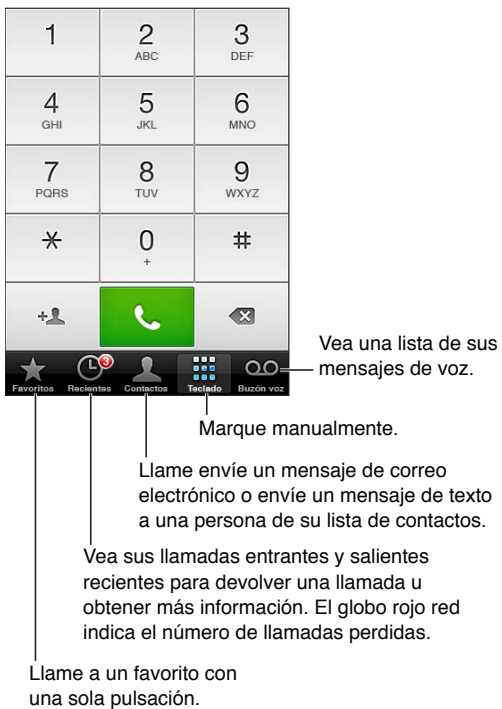 1 2 3
ABC DEF
4 5 6
GHI JKL MNO
7 8 9
PQRS TUV WXYZ
* 0 #
+
+
3
Favoritos Recientes Contactos Teclado Buzón voz
Vea una lista de sus
mensajes de voz.
Marque manualmente.
Llame envíe un mensaje de correo
electrónico o envíe un mensaje de texto
a una persona de su lista de contactos.
Vea sus llamadas entrantes y salientes
recientes para devolver una llamada u
obtener más información. El globo rojo red
indica el número de llamadas perdidas.
Llame a un favorito con
una sola pulsación.